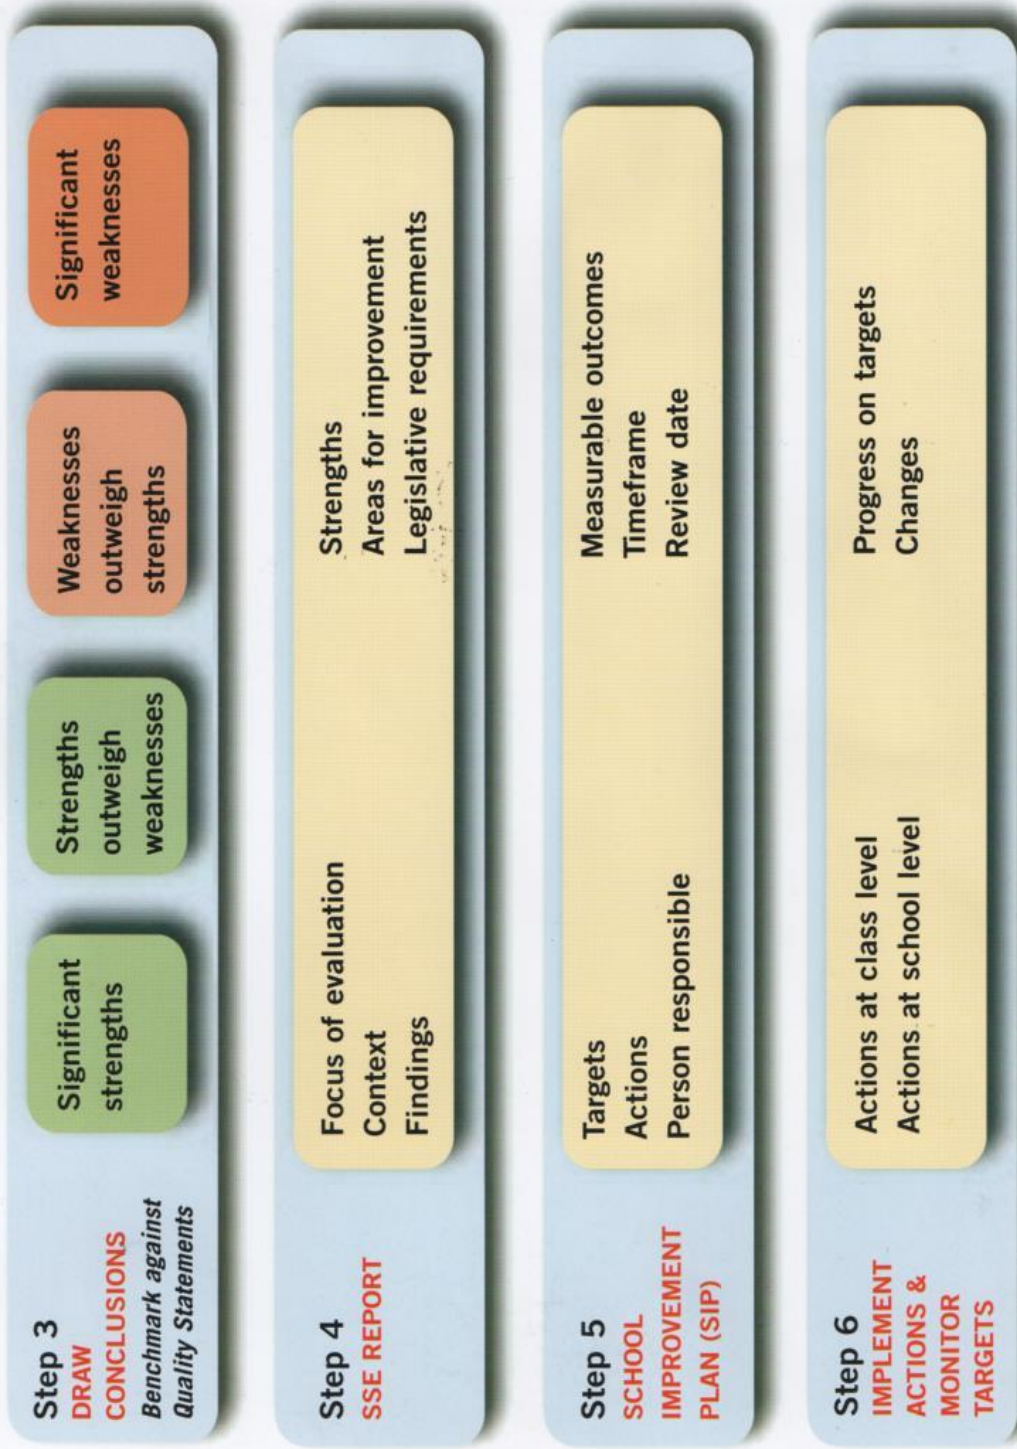 Step 3
DRAW
CONCLUSIONS
Benchmark against
Quality Statements
Significant
strengths
Strengths
outweigh
weaknesses
Weaknesses
outweigh
strengths
Significant
weaknesses
Step 4
SSE REPORT
Focus of evaluation
Context
Findings
Strengths
Areas for improvement
Legislative requirements
Step 5
SCHOOL
IMPROVEMENT
PLAN (SIP)
Targets
Actions
Person responsible
Measurable outcomes
Timeframe
Review date
Step 6
IMPLEMENT
ACTIONS &
MONITOR
TARGETS
Actions at class level
Actions at school level
Progress on targets
Changes